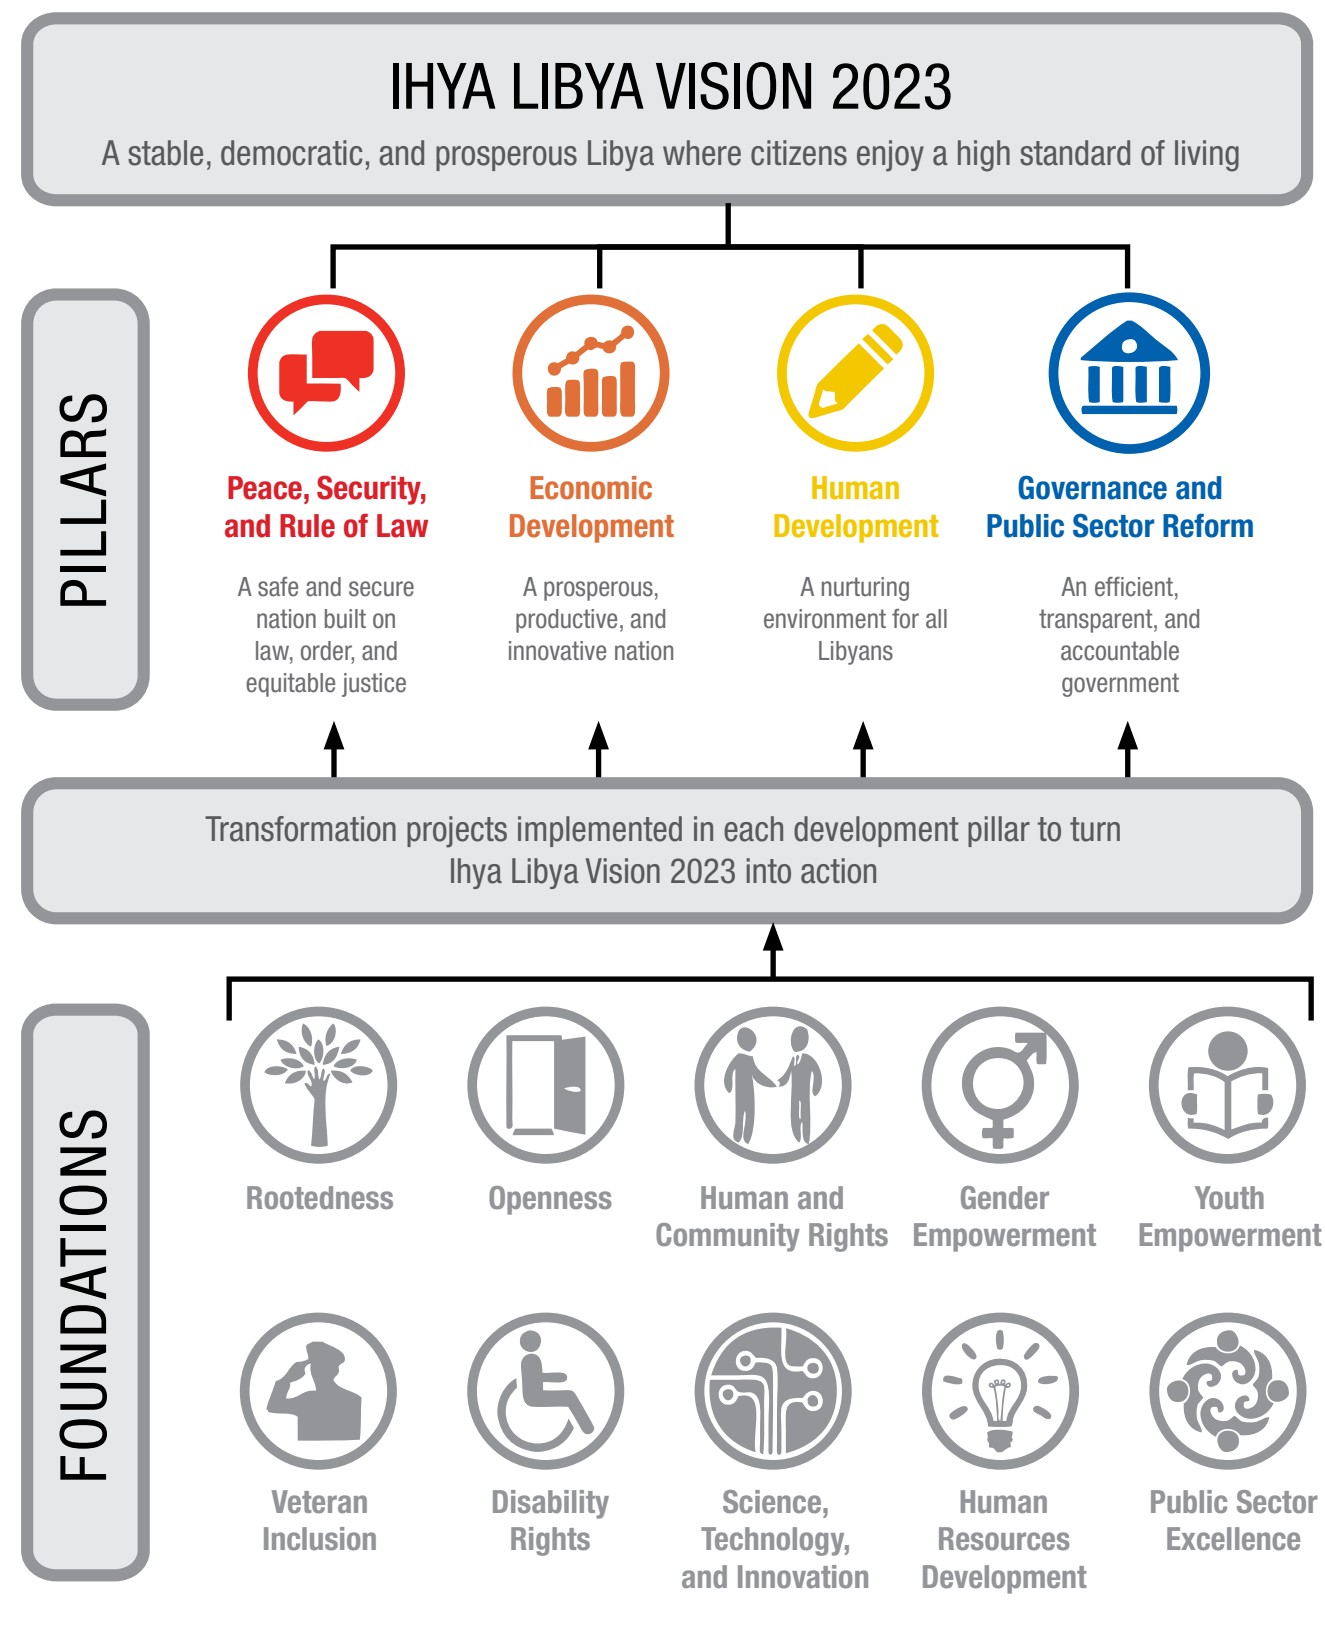 IHYA LIBYA VISION 2023
A stable, democratic, and prosperous Libya where citizens enjoy a high standard of living
PILLARS
Peace, Security,
and Rule of Law
A safe and secure
nation built on
law, order, and
equitable justice
Economic
Development
A prosperous,
productive, and
innovative nation
Human
Development
A nurturing
environment for all
Libyans
Governance and
Public Sector Reform
An efficient,
transparent, and
accountable
government
Transformation projects implemented in each development pillar to turn
Ihya Libya Vision 2023 into action
FOUNDATIONS
Rootedness
Openness
Human and
Community Rights
Gender
Empowerment
Youth
Empowerment
Veteran
Inclusion
Disability
Rights
Science,
Technology,
and Innovation
Human
Resources
Development
Public Sector
Excellence